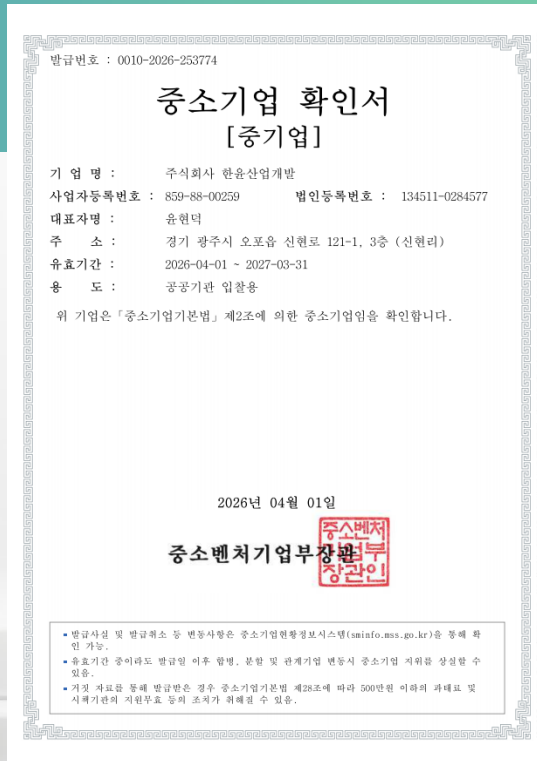 발급번호 : 0010-2026-253774
중소기업 확인서
[중기업]
기 업 명 : 주식회사 한윤산업개발
사업자등록번호 : 859-88-00259 법인등록번호 : 134511-0284577
대표자명 : 윤현덕
주 소 : 경기 광주시 오포읍 신현로 121-1, 3층 (신현리)
유효기간 : 2026-04-01 ~ 2027-03-31
용 도 : 공공기관 입찰용
위 기업은「중소기업기본법」제2조에 의한 중소기업임을 확인합니다.
2026년 04월 01일
중소벤처기업부장관
중소벤처
기업부
장관인
▪ 발급사실 및 발급취소 등 변동사항은 중소기업현황정보시스템(sminfo.mss.go.kr)을 통해 확
인 가능.
▪ 유효기간 중이라도 발급일 이후 합병, 분할 및 관계기업 변동시 중소기업 지위를 상실할 수
있음.
▪ 거짓 자료를 통해 발급받은 경우 중소기업기본법 제28조에 따라 500만원 이하의 과태료 및
시책기관의 지원무효 등의 조치가 취해질 수 있음.